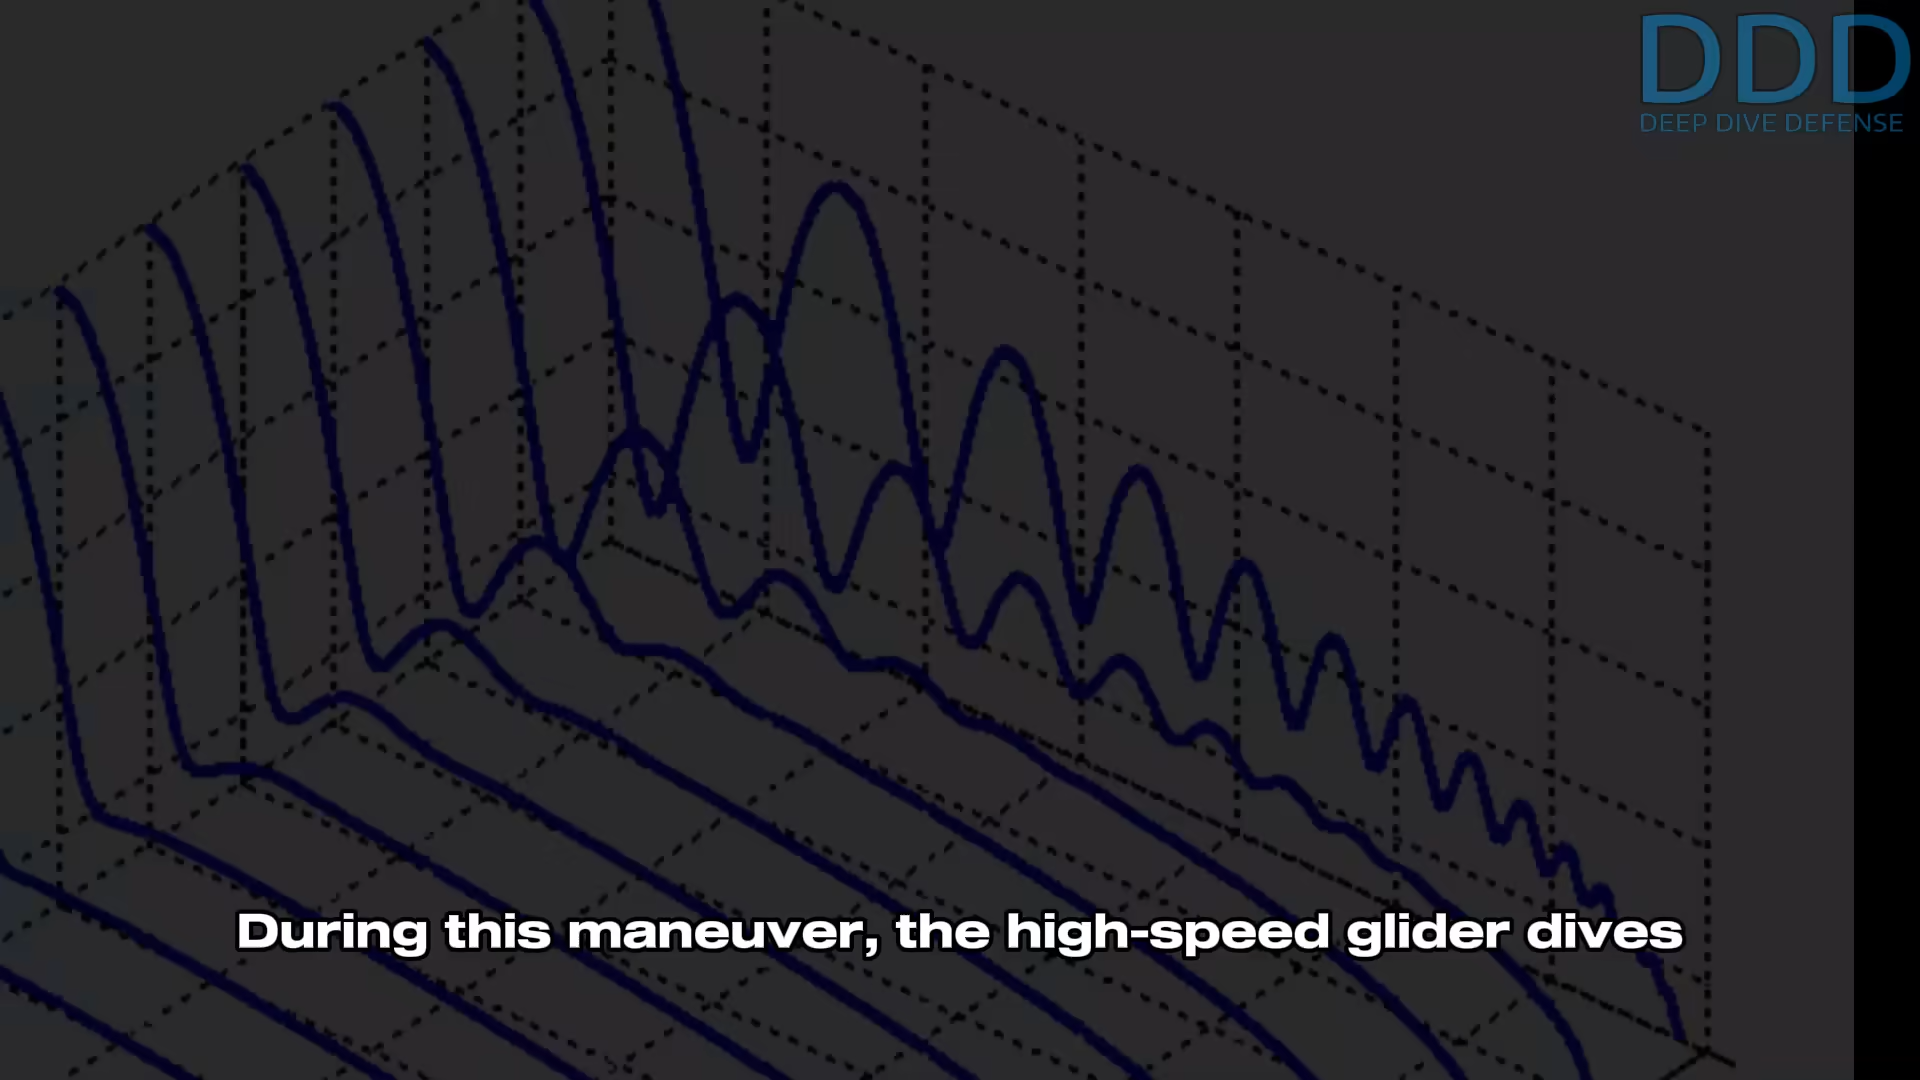 DDD
DEEP DIVE DEFENSE
During this maneuver, the high-speed glider dives